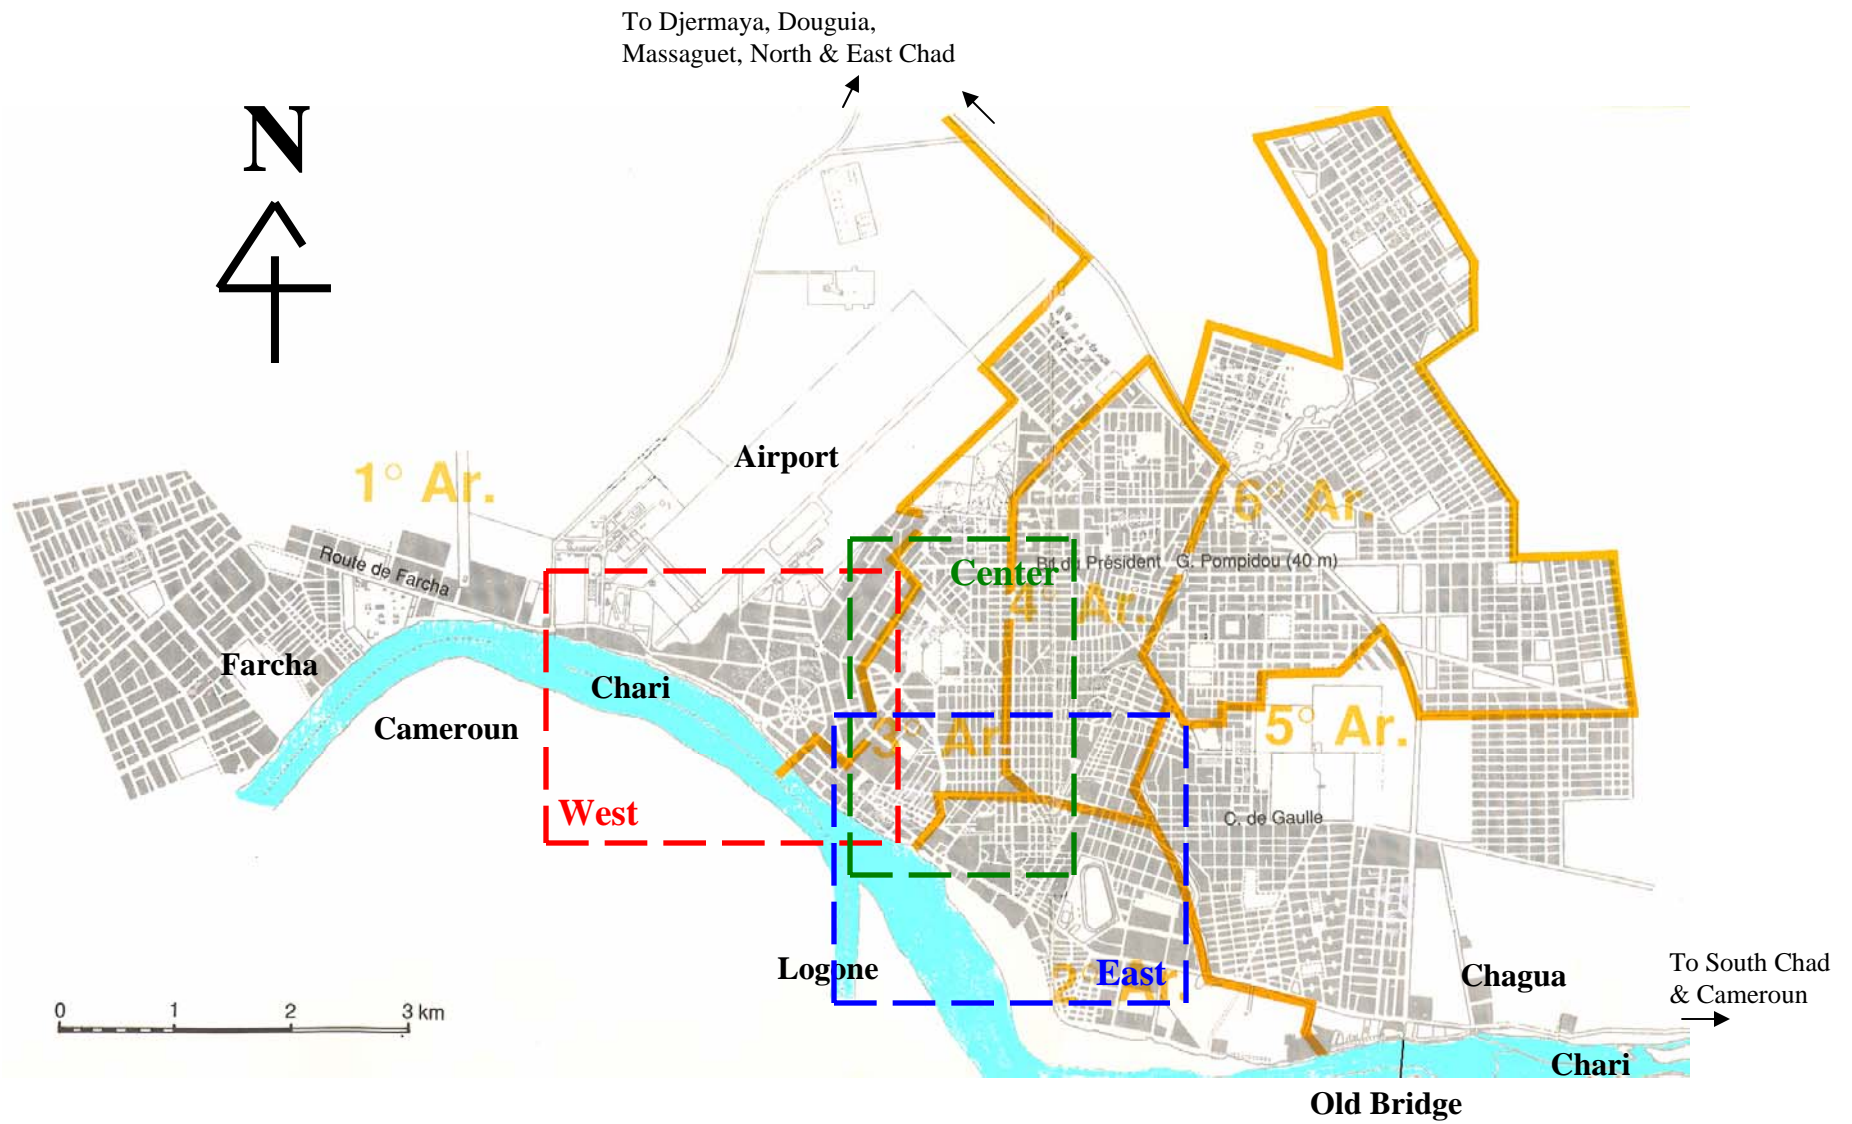 To Djermaya, Douguia,
Massaguet, North & East Chad
N
Airport
1° Ar.
6° Ar.
Route de Farcha
Bd du Président G. Pompidou (40 m)
Center
4° Ar.
Farcha
Chari
Cameroun
3° Ar.
5° Ar.
West
C. de Gaulle
Logone
East
2° Ar.
Chagua
To South Chad
& Cameroun
0 1 2 3 km
Chari
Old Bridge